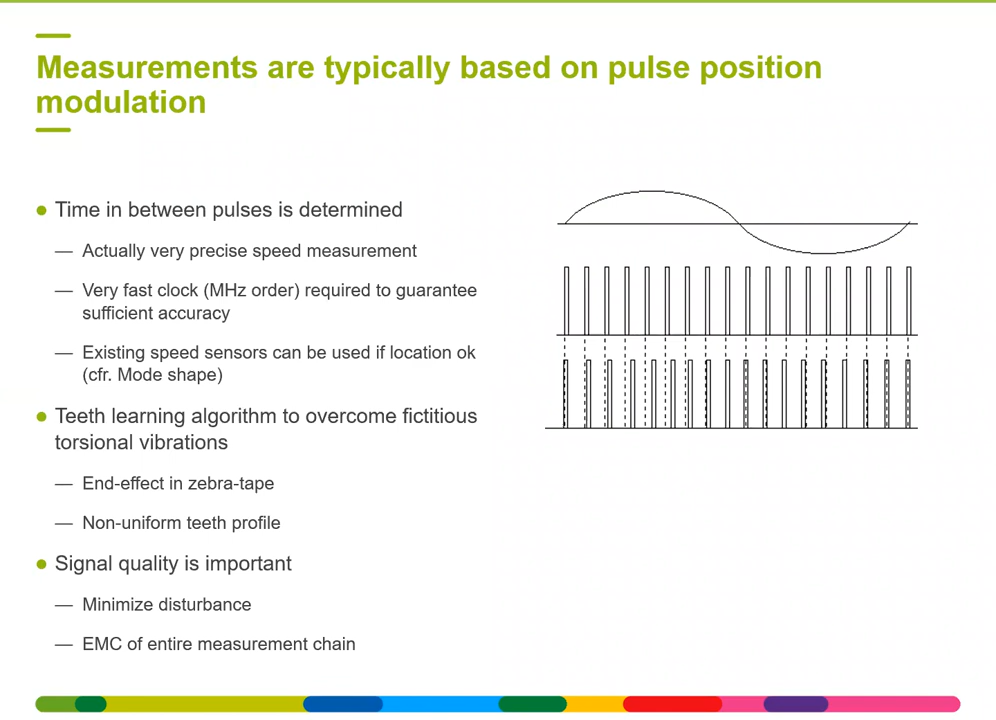 Measurements are typically based on pulse position
modulation
Time in between pulses is determined
— Actually very precise speed measurement
— Very fast clock (MHz order) required to guarantee
sufficient accuracy
— Existing speed sensors can be used if location ok
(cfr. Mode shape)
Teeth learning algorithm to overcome fictitious
torsional vibrations
— End-effect in zebra-tape
— Non-uniform teeth profile
Signal quality is important
— Minimize disturbance
— EMC of entire measurement chain